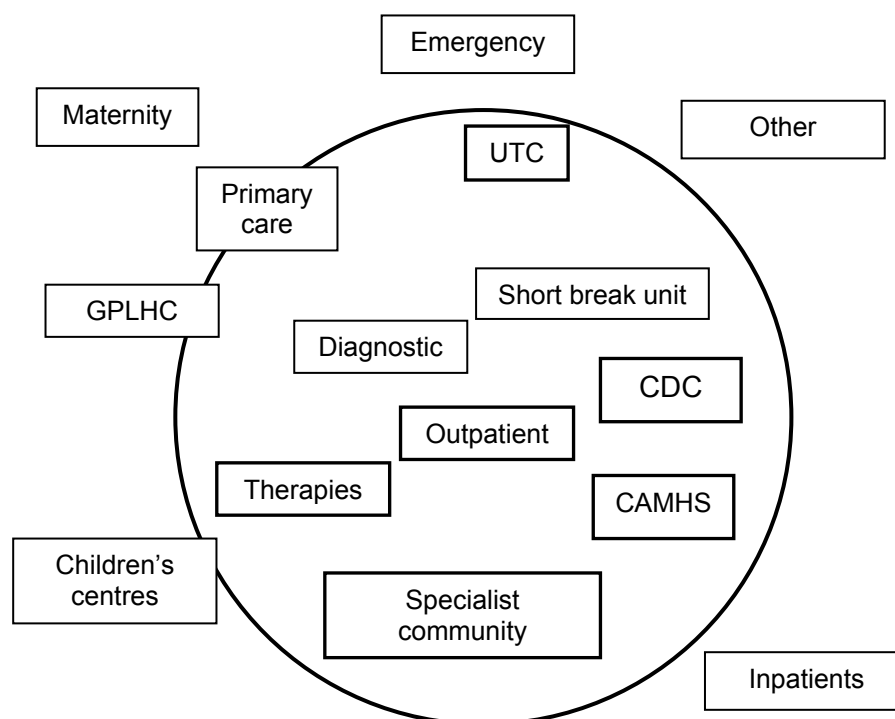 Emergency
Maternity
Other
UTC
Primary
care
Short break unit
GPLHC
Diagnostic
CDC
Outpatient
Therapies
CAMHS
Children’s
centres
Specialist
community
Inpatients